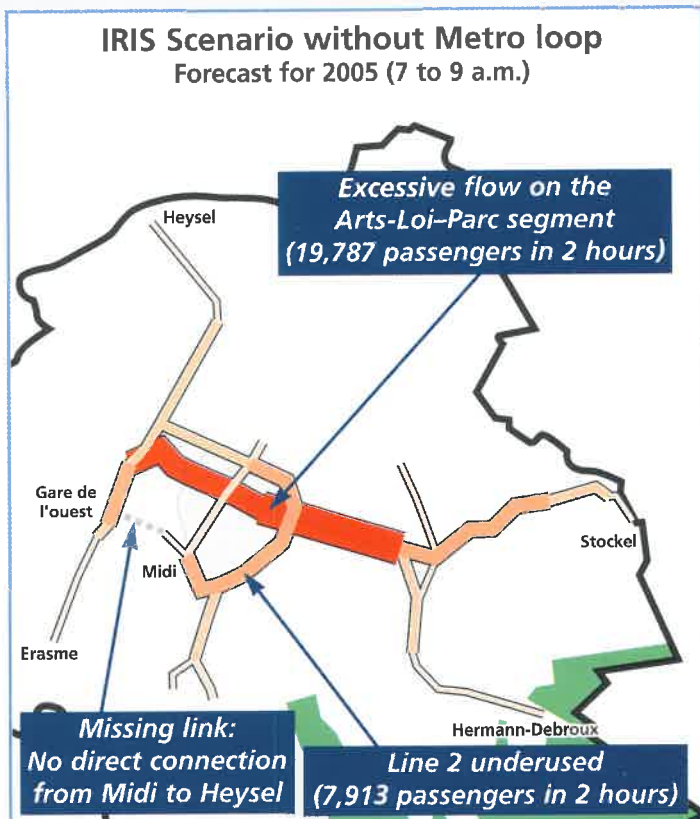 IRIS Scenario without Metro loop
Forecast for 2005 (7 to 9 a.m.)
Excessive flow on the
Arts-Loi–Parc segment
(19,787 passengers in 2 hours)
Heysel
Gare de
l'ouest
Midi
Stockel
Erasme
Hermann-Debroux
Missing link:
No direct connection
from Midi to Heysel
Line 2 underused
(7,913 passengers in 2 hours)